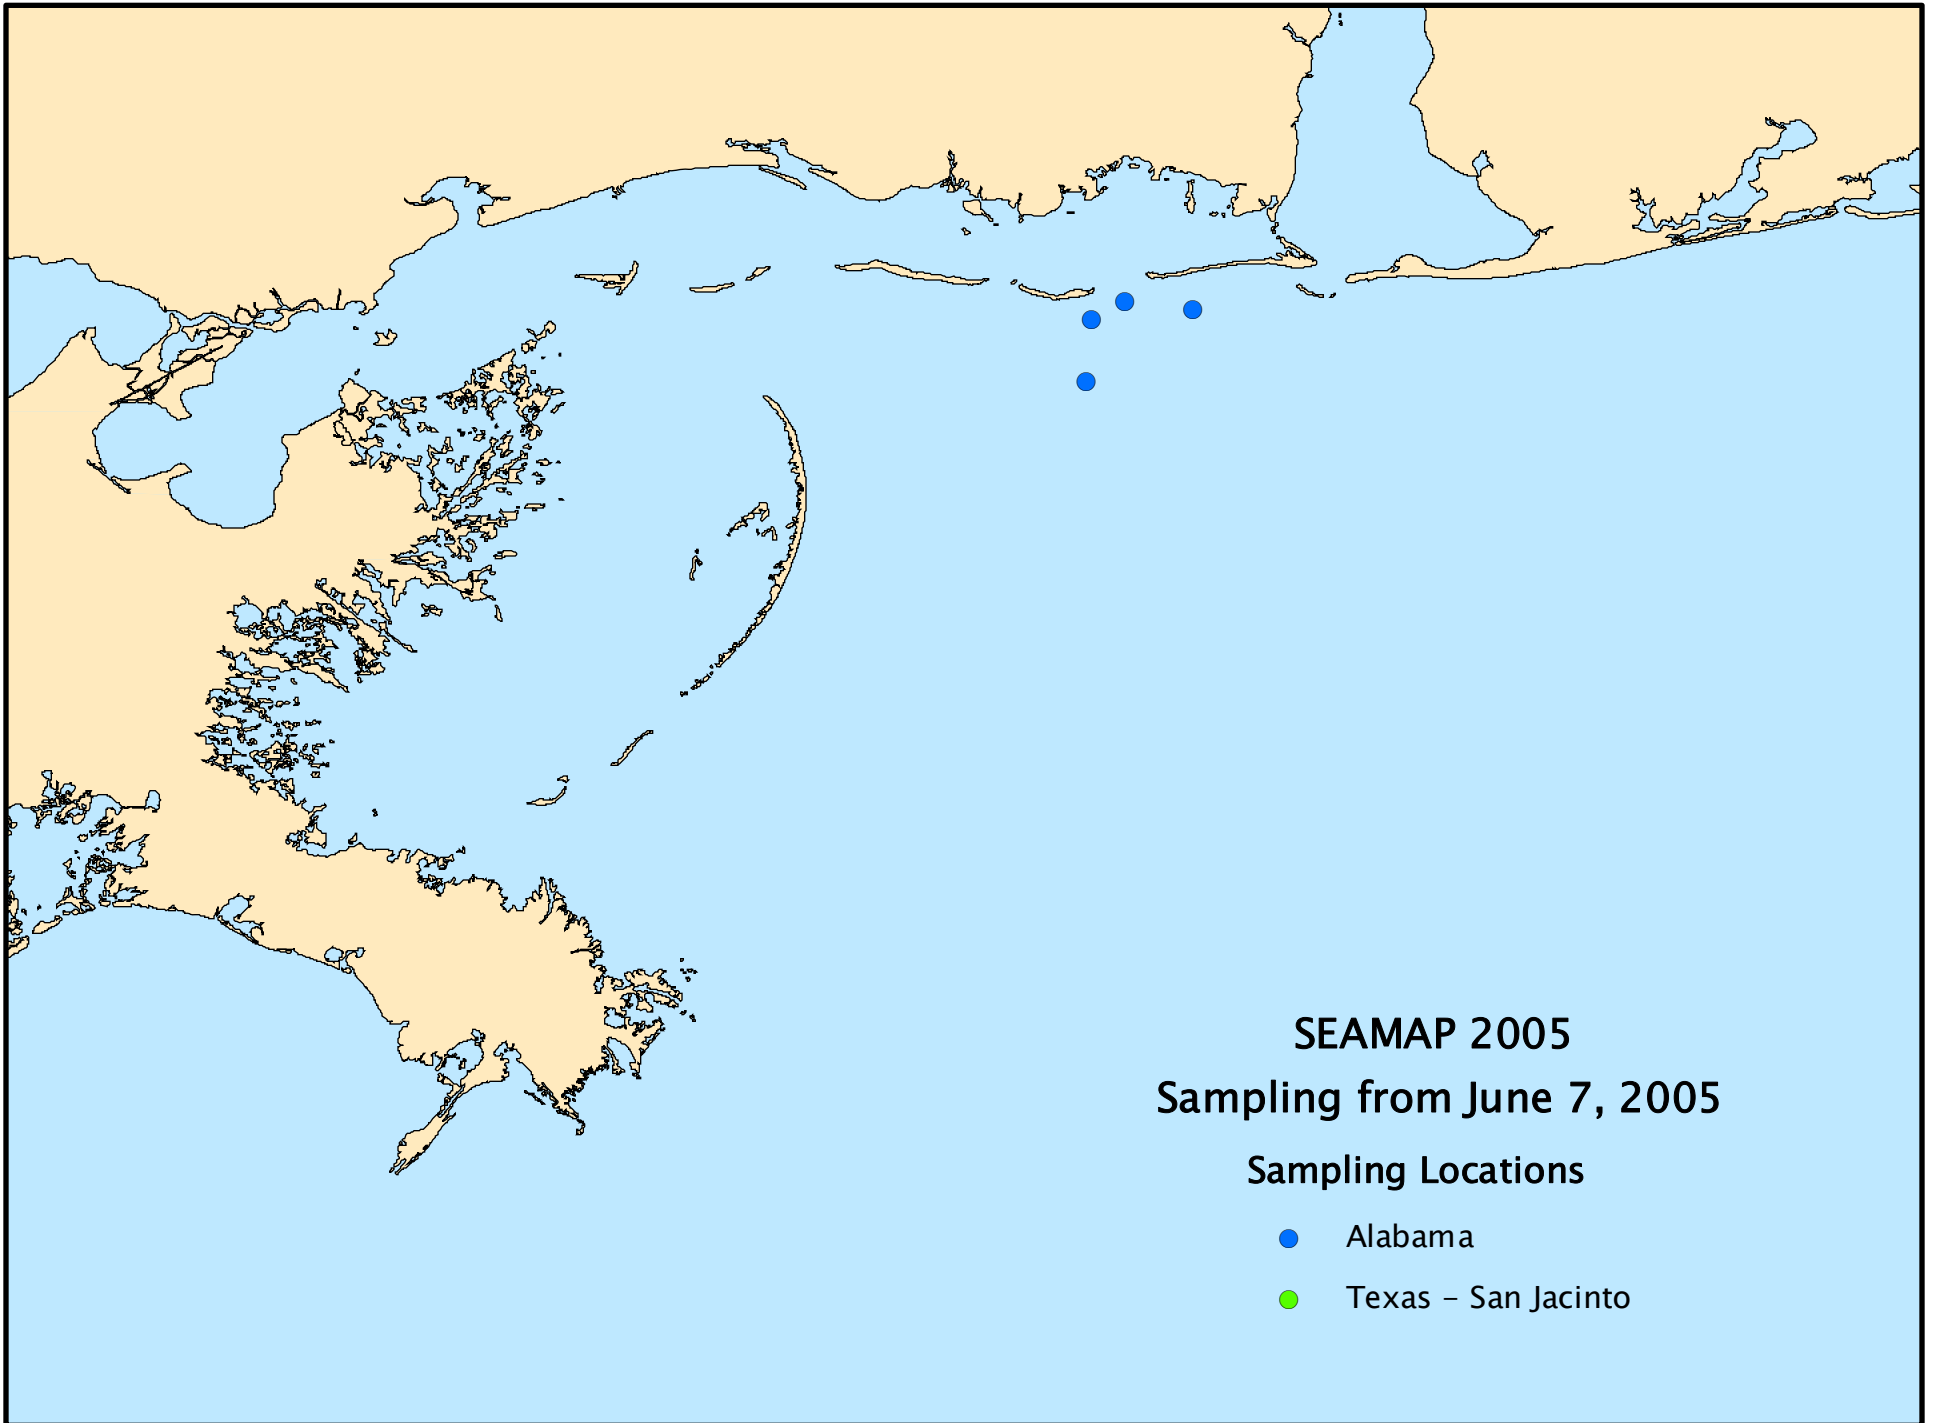 SEAMAP 2005
Sampling from June 7, 2005
Sampling Locations
Alabama
Texas - San Jacinto